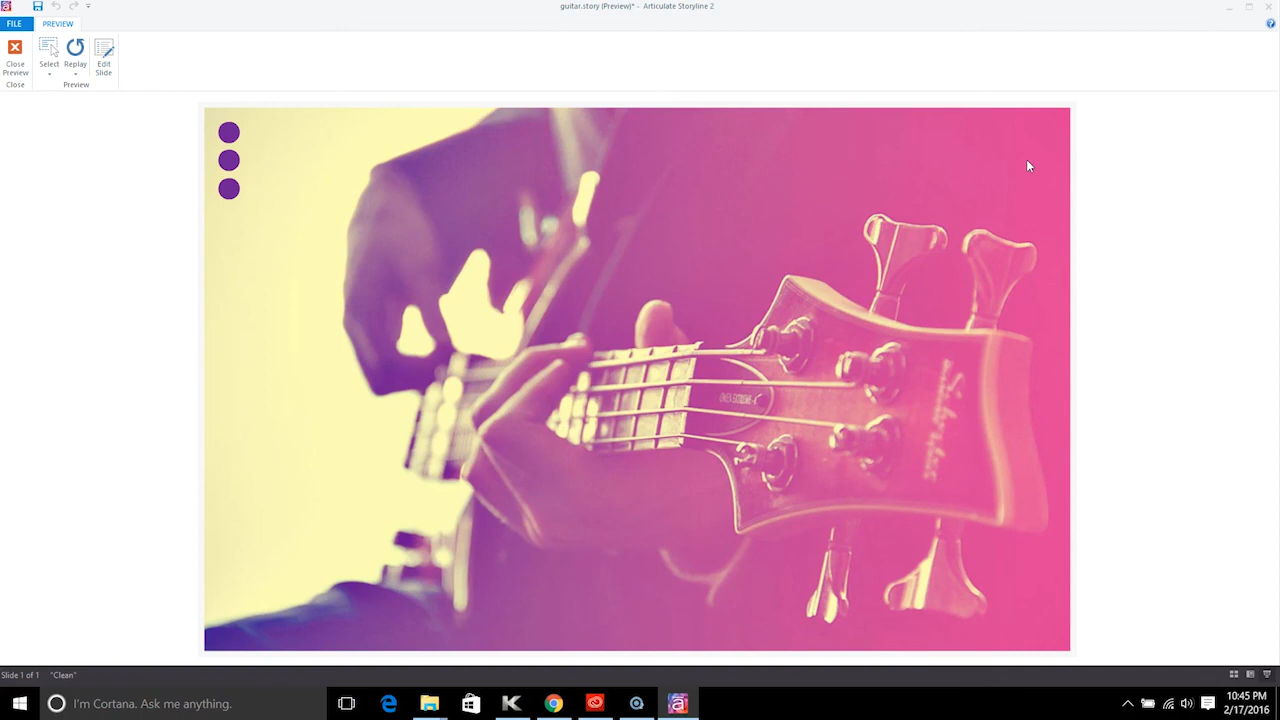 guitar.story (Preview)* - Articulate Storyline 2
FILE
PREVIEW
Close Preview
Select
Replay
Edit Slide
Close
Preview
Slide 1 of 1
"Clean"
I'm Cortana. Ask me anything.
10:45 PM
2/17/2016